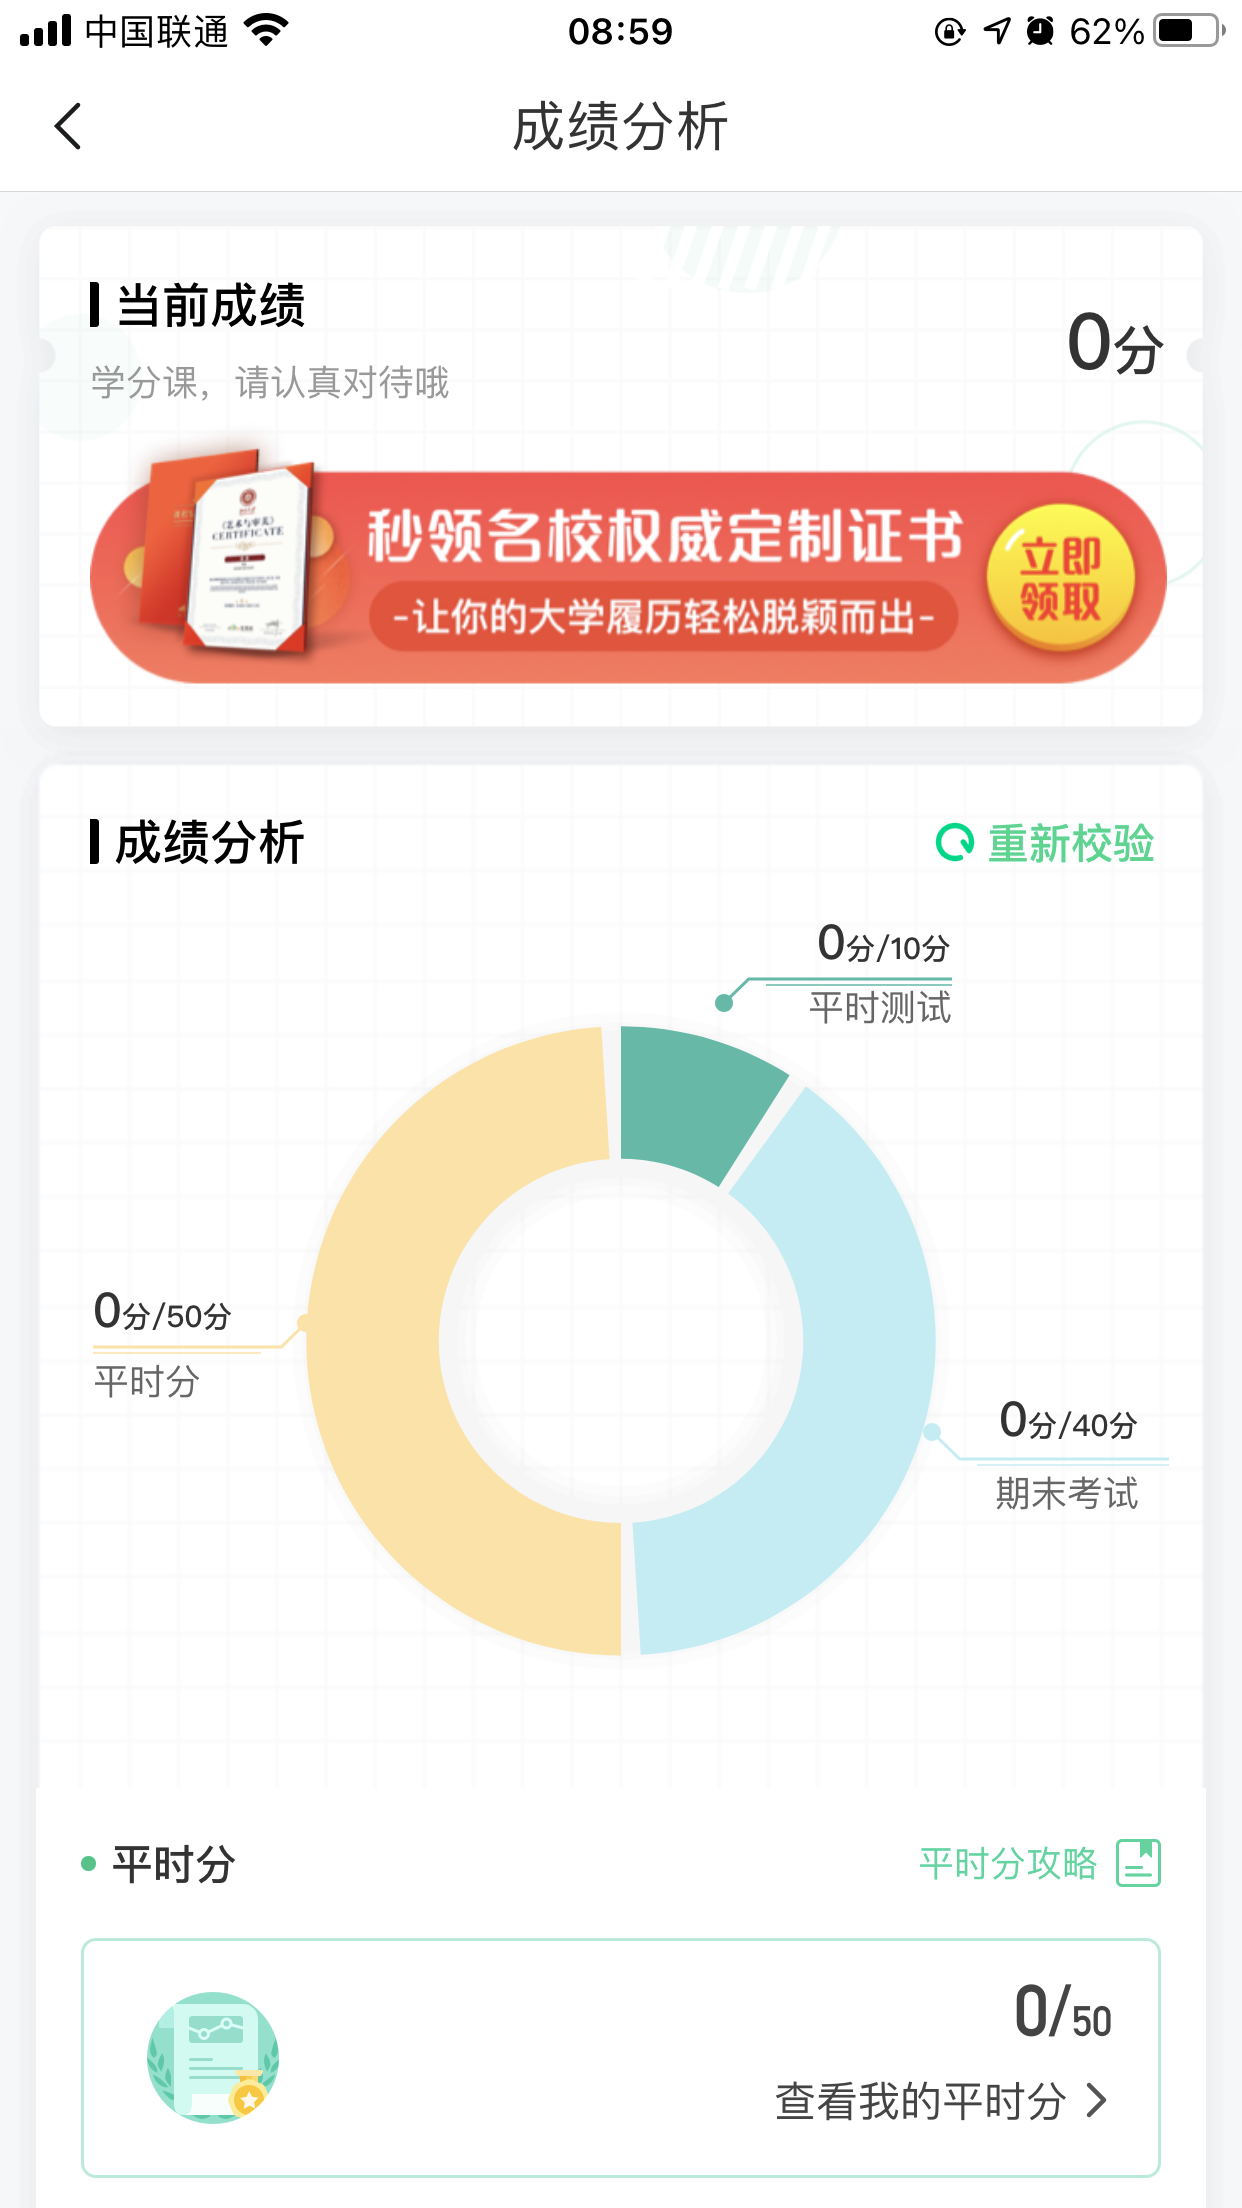 中国联通 08:59 62%
成绩分析
当前成绩
0分
学分课，请认真对待哦
《艺术与审美》
CERTIFICATE
秒领名校权威定制证书
-让你的大学履历轻松脱颖而出-
立即
领取
成绩分析
重新校验
0分/10分
平时测试
0分/50分
平时分
0分/40分
期末考试
平时分
平时分攻略
0/50
查看我的平时分